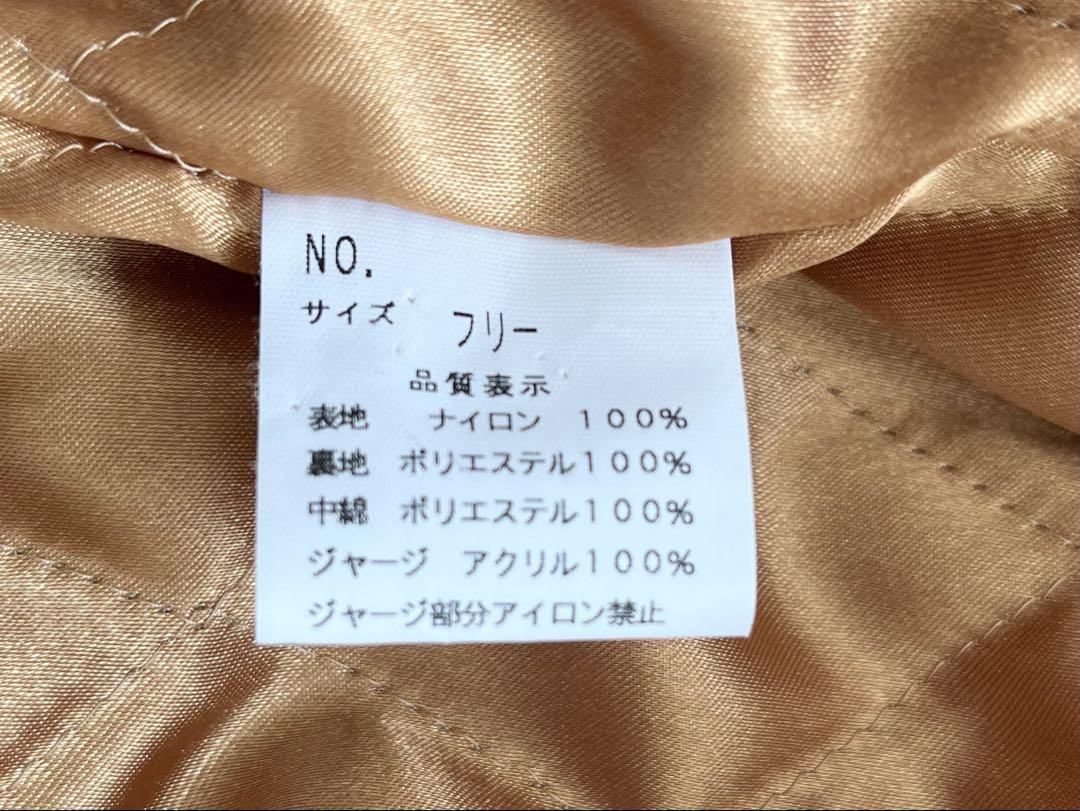 NO.
サイズ フリー
品質表示
表地 ナイロン 100%
裏地 ポリエステル100%
中綿 ポリエステル100%
ジャージ アクリル100%
ジャージ部分アイロン禁止